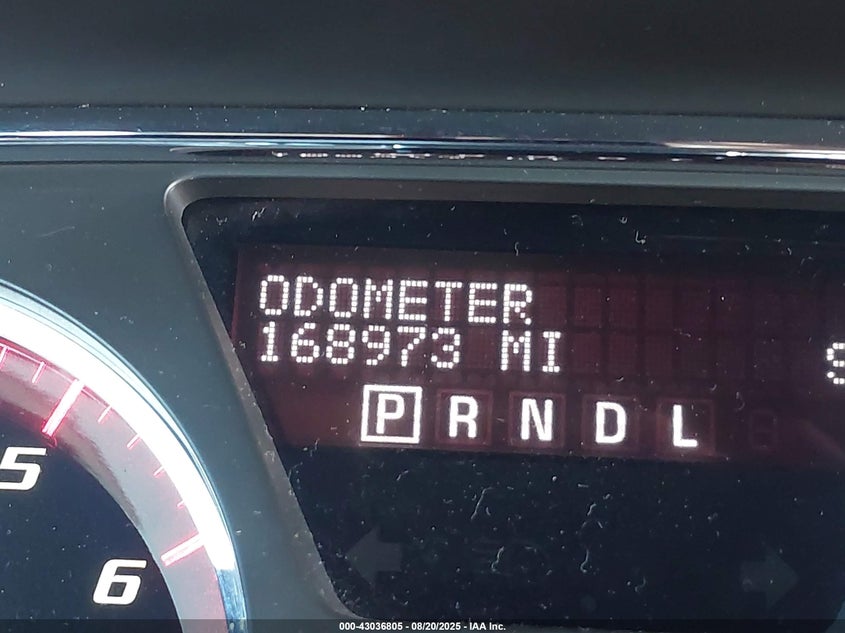 ODOMETER
168973 MI
P R N D L
5
6
000-43036805 - 08/20/2025 - IAA Inc.